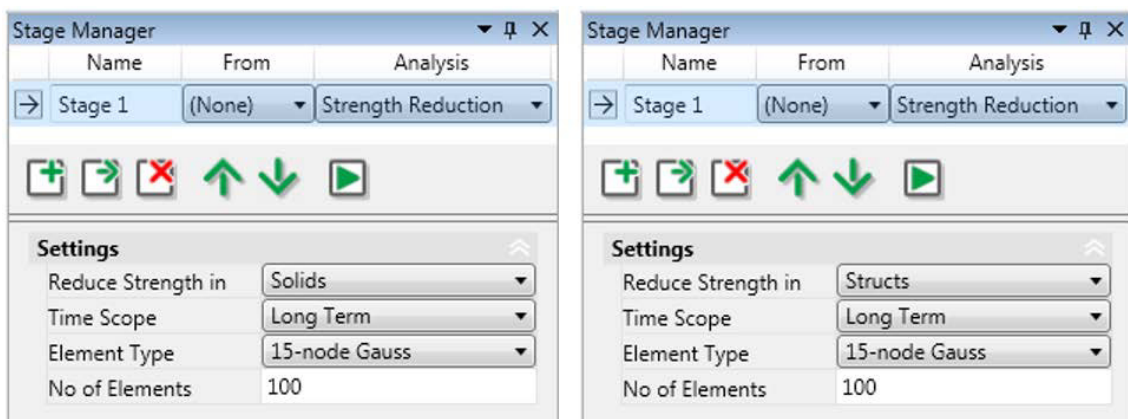 Stage Manager
Name From Analysis
Stage 1 (None) Strength Reduction
Settings
Reduce Strength in Solids
Time Scope Long Term
Element Type 15-node Gauss
No of Elements 100
Stage Manager
Name From Analysis
Stage 1 (None) Strength Reduction
Settings
Reduce Strength in Structs
Time Scope Long Term
Element Type 15-node Gauss
No of Elements 100